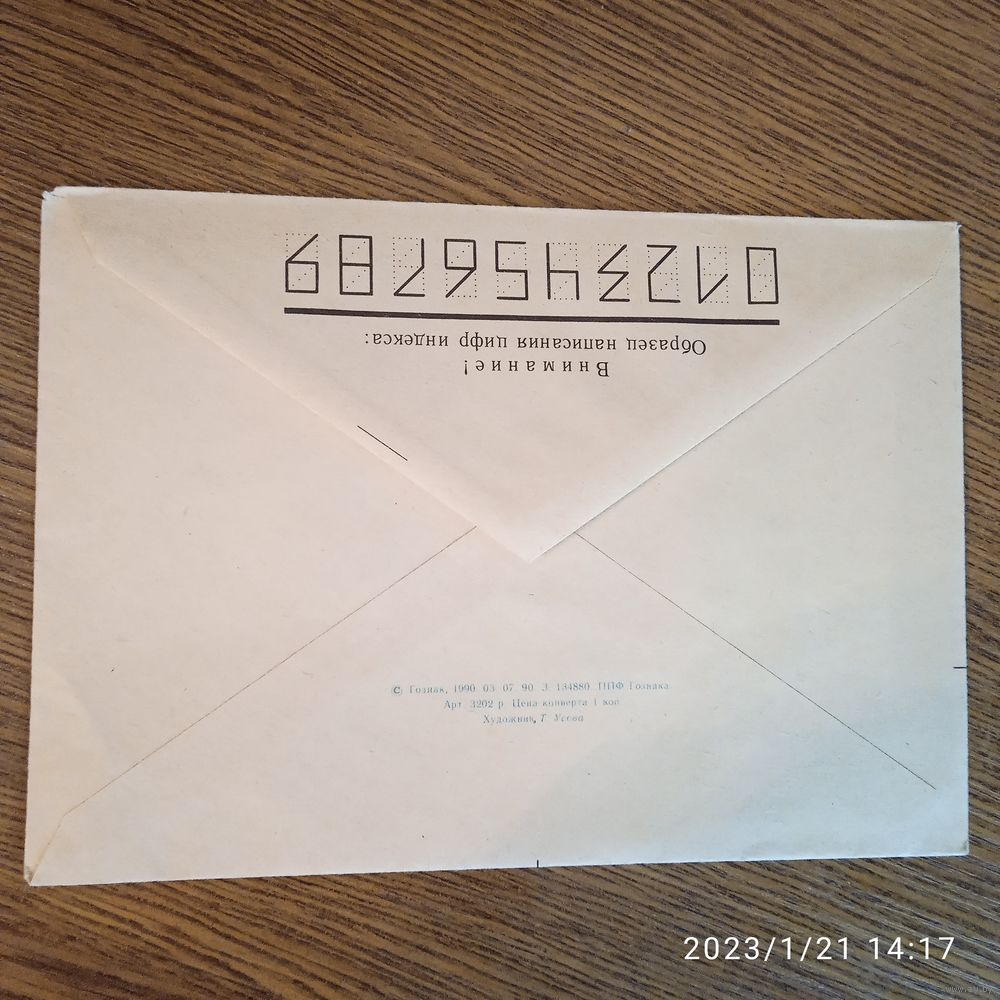 Внимание!
Образец написания цифр индекса:
0123456789
© Гознак, 1990 03 07 90 З 134880 ППФ Гознака
Арт 3202 р Цена конверта 1 коп
Художник Т Усова
2023/1/21 14:17